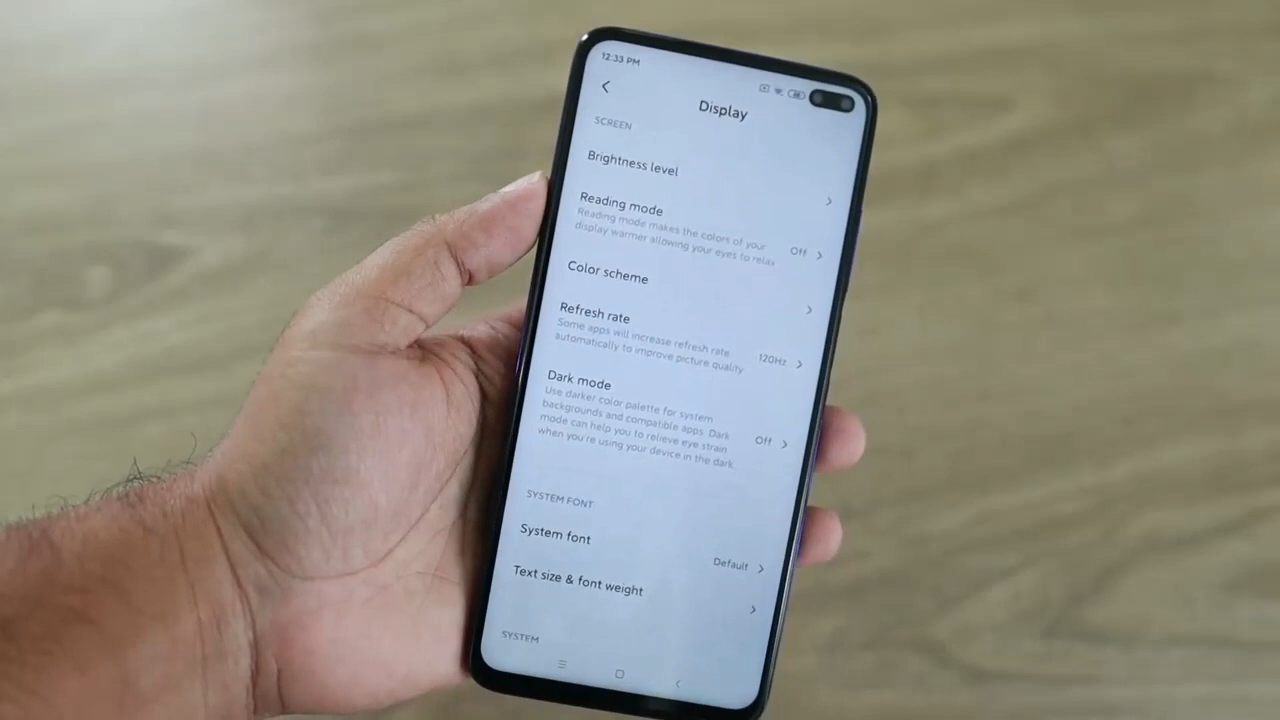 12:33 PM
Display
SCREEN
Brightness level
Reading mode
Reading mode makes the colors of your
display warmer allowing your eyes to relax
Off
Color scheme
Refresh rate
Some apps will increase refresh rate
automatically to improve picture quality
120Hz
Dark mode
Use darker color palette for system
backgrounds and compatible apps. Dark
mode can help you to relieve eye strain
when you're using your device in the dark
Off
SYSTEM FONT
System font
Default
Text size & font weight
SYSTEM